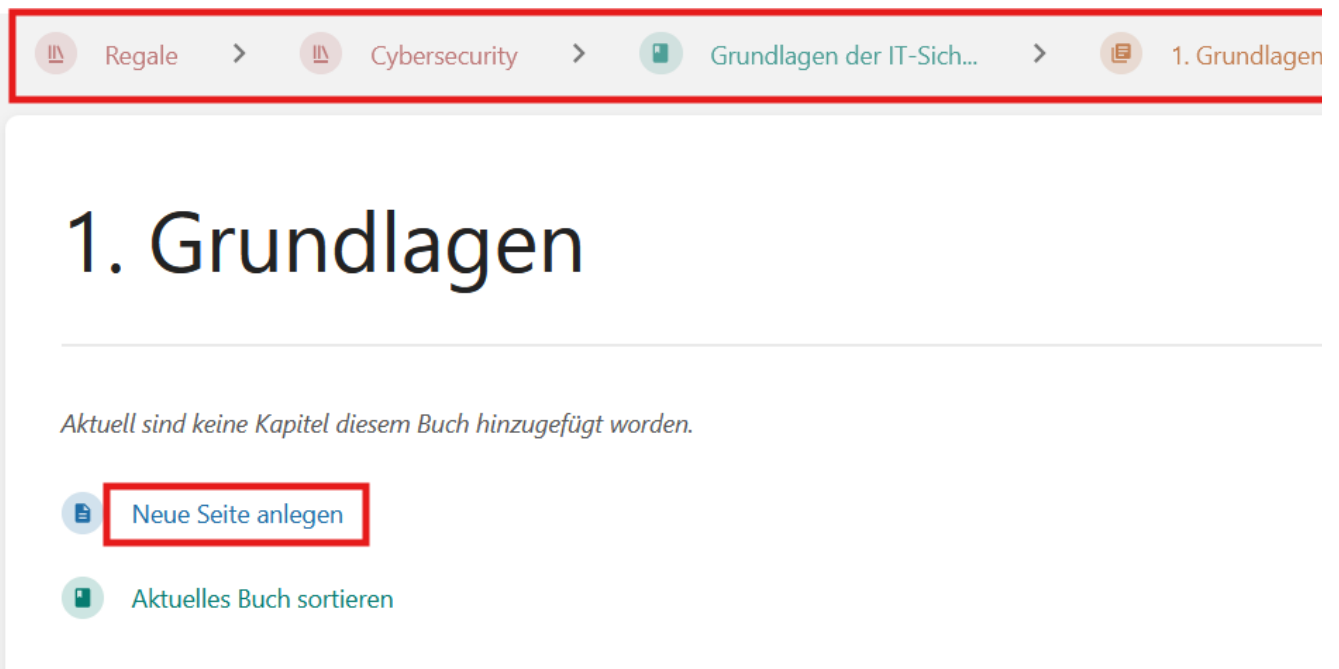 Regale > Cybersecurity > Grundlagen der IT-Sich... > 1. Grundlagen
1. Grundlagen
Aktuell sind keine Kapitel diesem Buch hinzugefügt worden.
Neue Seite anlegen
Aktuelles Buch sortieren